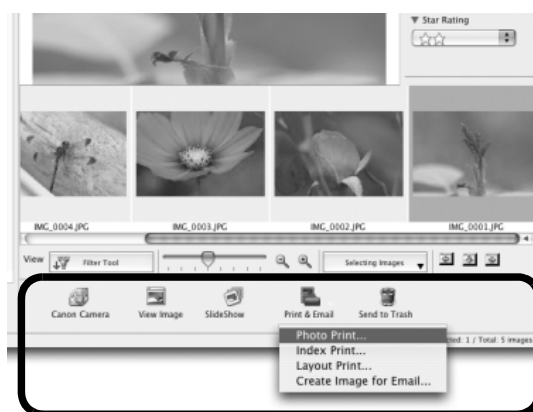 Star Rating
IMG_0004.JPG IMG_0003.JPG IMG_0002.JPG IMG_0001.JPG
View Filter Tool Selecting Images
Canon Camera View Image SlideShow Print & Email Send to Trash
Photo Print...
cted: 1 / Total: 5 images
Index Print...
Layout Print...
Create Image for Email...